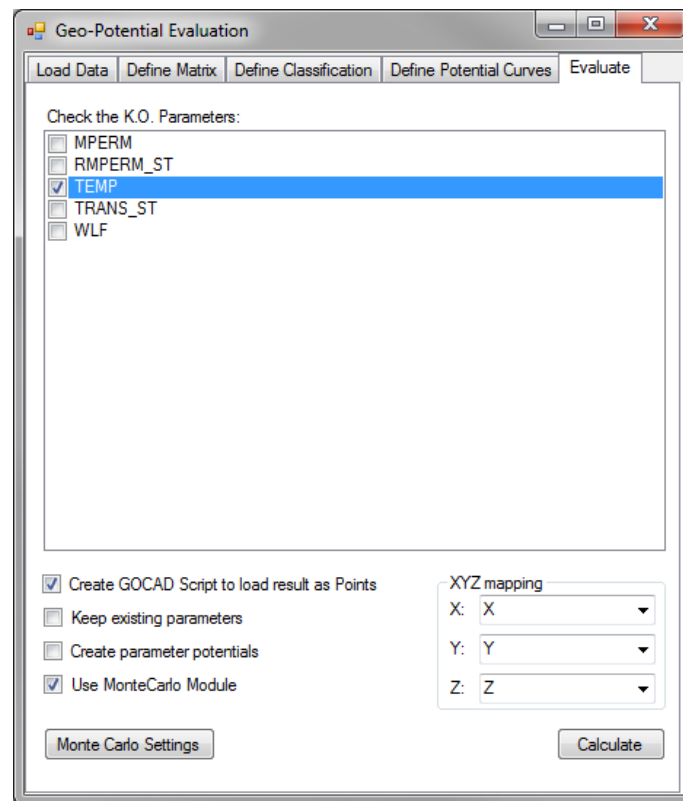 Geo-Potential Evaluation
Load Data Define Matrix Define Classification Define Potential Curves Evaluate
Check the K.O. Parameters:
MPERM
RMPERM_ST
TEMP
TRANS_ST
WLF
Create GOCAD Script to load result as Points
Keep existing parameters
Create parameter potentials
Use MonteCarlo Module
XYZ mapping
X: X
Y: Y
Z: Z
Monte Carlo Settings
Calculate